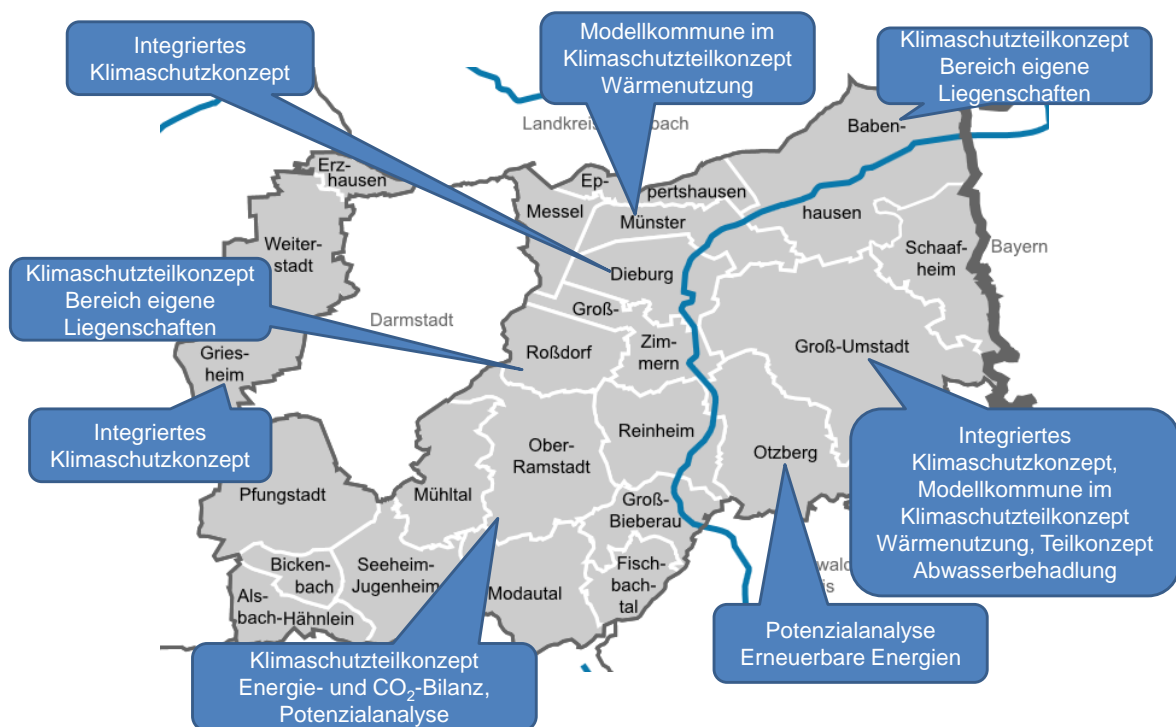 Integriertes
Klimaschutzkonzept
Modellkommune im
Klimaschutzteilkonzept
Wärmenutzung
Klimaschutzteilkonzept
Bereich eigene
Liegenschaften
Landkreis
bach
Baben-
hausen
Erz-
hausen
Ep-
pertshausen
Messel
Münster
Weiter-
stadt
Schaaf-
heim
Bayern
Dieburg
Klimaschutzteilkonzept
Bereich eigene
Liegenschaften
Darmstadt
Groß-
Zim-
mern
Roßdorf
Groß-Umstadt
Gries-
heim
Integriertes
Klimaschutzkonzept
Ober-
Ramstadt
Reinheim
Otzberg
Integriertes
Klimaschutzkonzept,
Modellkommune im
Klimaschutzteilkonzept
Wärmenutzung, Teilkonzept
Abwasserbehadlung
Pfungstadt
Mühltal
Groß-
Bieberau
Bicken-
bach
Seeheim-
Jugenheim
Fisch-
bach-
tal
Modautal
Als-
bach-Hähnlein
Klimaschutzteilkonzept
Energie- und CO₂-Bilanz,
Potenzialanalyse
Potenzialanalyse
Erneuerbare Energien